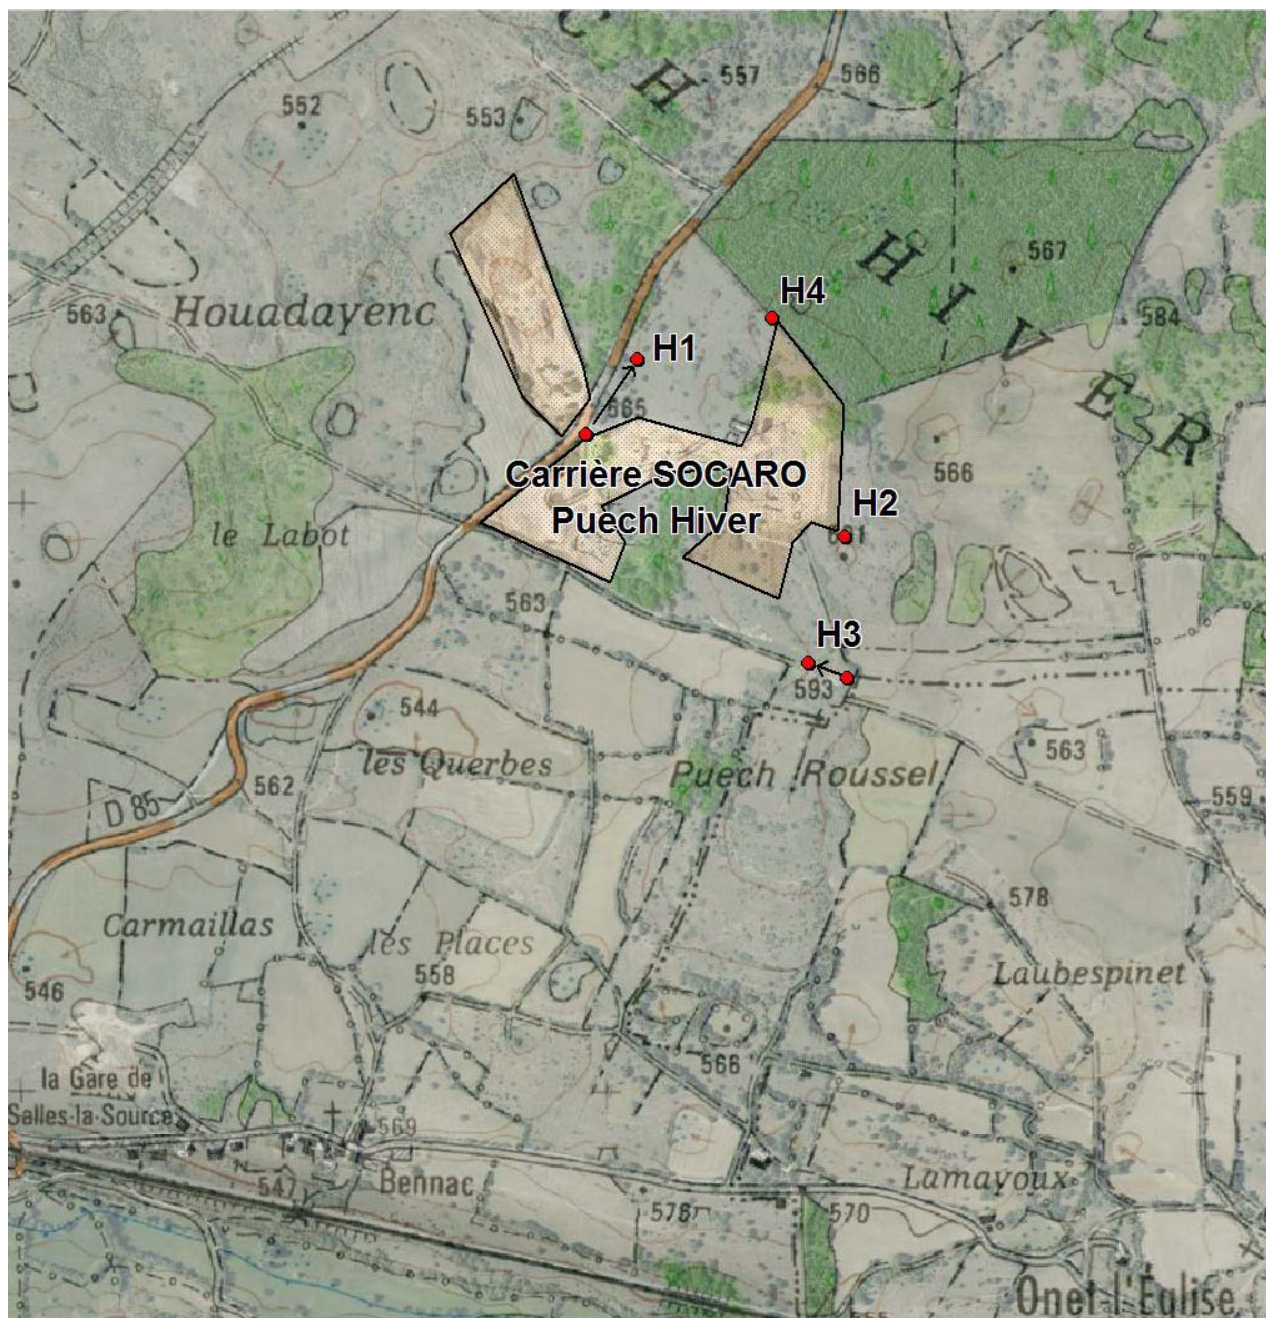 C
H
557
566
552
553
H
I
V
E
R
567
584
563
Houadayenc
H4
H1
565
566
Carrière SOCARO
Puech Hiver
H2
le Labot
563
H3
593
544
563
les Querbes
Puech Roussel
562
559
D 85
578
Carmaillas
les Places
558
Laubespinet
546
566
la Gare de
Salles-la-Source
569
547
Bennac
Lamayoux
576
570
Onet-l'Église